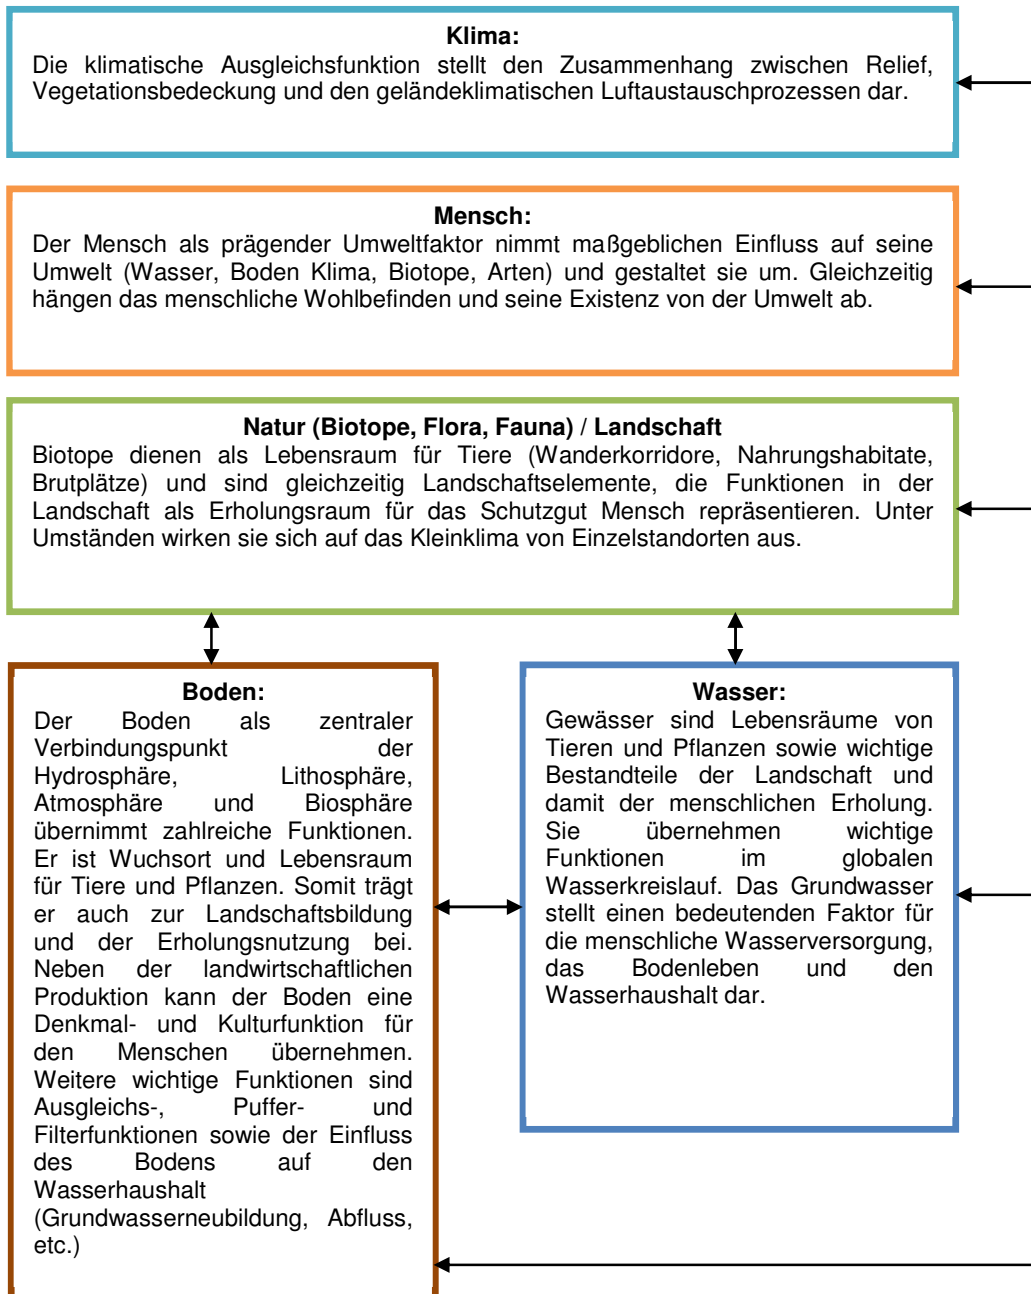 Klima:
Die klimatische Ausgleichsfunktion stellt den Zusammenhang zwischen Relief,
Vegetationsbedeckung und den geländeklimatischen Luftaustauschprozessen dar.
Mensch:
Der Mensch als prägender Umweltfaktor nimmt maßgeblichen Einfluss auf seine
Umwelt (Wasser, Boden Klima, Biotope, Arten) und gestaltet sie um. Gleichzeitig
hängen das menschliche Wohlbefinden und seine Existenz von der Umwelt ab.
Natur (Biotope, Flora, Fauna) / Landschaft
Biotope dienen als Lebensraum für Tiere (Wanderkorridore, Nahrungshabitate,
Brutplätze) und sind gleichzeitig Landschaftselemente, die Funktionen in der
Landschaft als Erholungsraum für das Schutzgut Mensch repräsentieren. Unter
Umständen wirken sie sich auf das Kleinklima von Einzelstandorten aus.
Boden:
Der Boden als zentraler
Verbindungspunkt der
Hydrosphäre, Lithosphäre,
Atmosphäre und Biosphäre
übernimmt zahlreiche Funktionen.
Er ist Wuchsort und Lebensraum
für Tiere und Pflanzen. Somit trägt
er auch zur Landschaftsbildung
und der Erholungsnutzung bei.
Neben der landwirtschaftlichen
Produktion kann der Boden eine
Denkmal- und Kulturfunktion für
den Menschen übernehmen.
Weitere wichtige Funktionen sind
Ausgleichs-, Puffer- und
Filterfunktionen sowie der Einfluss
des Bodens auf den
Wasserhaushalt
(Grundwasserneubildung, Abfluss,
etc.)
Wasser:
Gewässer sind Lebensräume von
Tieren und Pflanzen sowie wichtige
Bestandteile der Landschaft und
damit der menschlichen Erholung.
Sie übernehmen wichtige
Funktionen im globalen
Wasserkreislauf. Das Grundwasser
stellt einen bedeutenden Faktor für
die menschliche Wasserversorgung,
das Bodenleben und den
Wasserhaushalt dar.